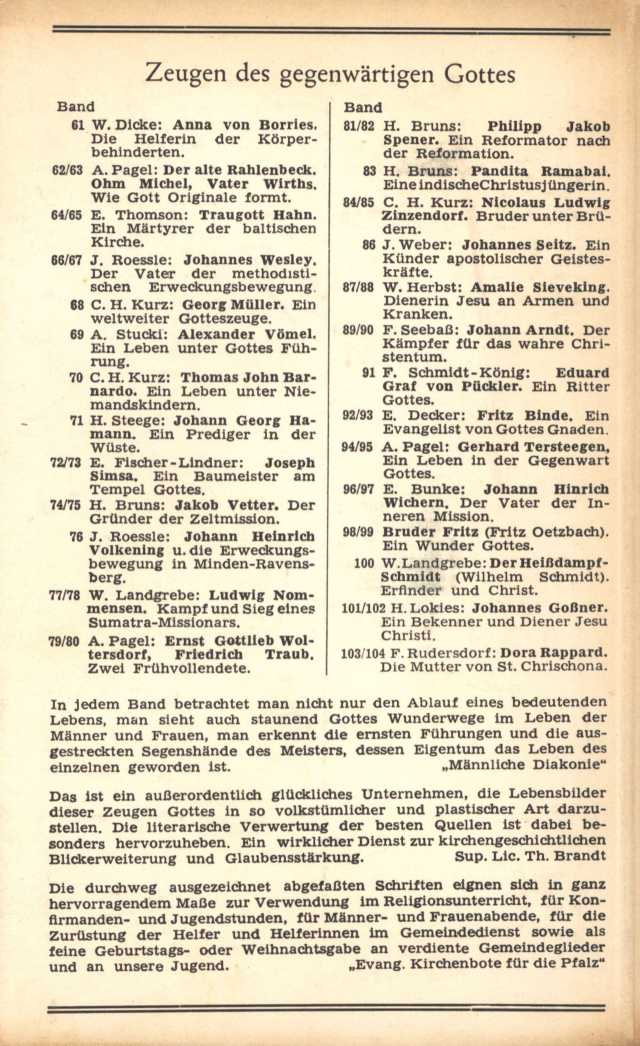 Zeugen des gegenwärtigen Gottes
Band
61 W. Dicke: Anna von Borries.
Die Helferin der Körper-
behinderten.
62/63 A. Pagel: Der alte Rahlenbeck.
Ohm Michel, Vater Wirths.
Wie Gott Originale formt.
64/65 E. Thomson: Traugott Hahn.
Ein Märtyrer der baltischen
Kirche.
66/67 J. Roessle: Johannes Wesley.
Der Vater der methodisti-
schen Erweckungsbewegung.
68 C. H. Kurz: Georg Müller. Ein
weltweiter Gotteszeuge.
69 A. Stucki: Alexander Vömel.
Ein Leben unter Gottes Füh-
rung.
70 C. H. Kurz: Thomas John Bar-
nardo. Ein Leben unter Nie-
mandskindern.
71 H. Steege: Johann Georg Ha-
mann. Ein Prediger in der
Wüste.
72/73 E. Fischer-Lindner: Joseph
Simsa. Ein Baumeister am
Tempel Gottes.
74/75 H. Bruns: Jakob Vetter. Der
Gründer der Zeltmission.
76 J. Roessle: Johann Heinrich
Volkening u. die Erweckungs-
bewegung in Minden-Ravens-
berg.
77/78 W. Landgrebe: Ludwig Nom-
mensen. Kampf und Sieg eines
Sumatra-Missionars.
79/80 A. Pagel: Ernst Gottlieb Wol-
tersdorf, Friedrich Traub.
Zwei Frühvollendete.
Band
81/82 H. Bruns: Philipp Jakob
Spener. Ein Reformator nach
der Reformation.
83 H. Bruns: Pandita Ramabai.
Eine indische Christusjüngerin.
84/85 C. H. Kurz: Nicolaus Ludwig
Zinzendorf. Bruder unter Brü-
dern.
86 J. Weber: Johannes Seitz. Ein
Künder apostolischer Geistes-
kräfte.
87/88 W. Herbst: Amalie Sieveking.
Dienerin Jesu an Armen und
Kranken.
89/90 F. Seebaß: Johann Arndt. Der
Kämpfer für das wahre Chri-
stentum.
91 F. Schmidt-König: Eduard
Graf von Pückler. Ein Ritter
Gottes.
92/93 E. Decker: Fritz Binde. Ein
Evangelist von Gottes Gnaden.
94/95 A. Pagel: Gerhard Tersteegen,
Ein Leben in der Gegenwart
Gottes.
96/97 E. Bunke: Johann Hinrich
Wichern. Der Vater der In-
neren Mission.
98/99 Bruder Fritz (Fritz Oetzbach).
Ein Wunder Gottes.
100 W. Landgrebe: Der Heißdampf-
Schmidt (Wilhelm Schmidt).
Erfinder und Christ.
101/102 H. Lokies: Johannes Goßner.
Ein Bekenner und Diener Jesu
Christi.
103/104 F. Rudersdorf: Dora Rappard.
Die Mutter von St. Chrischona.
In jedem Band betrachtet man nicht nur den Ablauf eines bedeutenden
Lebens, man sieht auch staunend Gottes Wunderwege im Leben der
Männer und Frauen, man erkennt die ernsten Führungen und die aus-
gestreckten Segenshände des Meisters, dessen Eigentum das Leben des
einzelnen geworden ist. „Männliche Diakonie“
Das ist ein außerordentlich glückliches Unternehmen, die Lebensbilder
dieser Zeugen Gottes in so volkstümlicher und plastischer Art darzu-
stellen. Die literarische Verwertung der besten Quellen ist dabei be-
sonders hervorzuheben. Ein wirklicher Dienst zur kirchengeschichtlichen
Blickerweiterung und Glaubensstärkung. Sup. Lic. Th. Brandt
Die durchweg ausgezeichnet abgefaßten Schriften eignen sich in ganz
hervorragendem Maße zur Verwendung im Religionsunterricht, für Kon-
firmanden- und Jugendstunden, für Männer- und Frauenabende, für die
Zurüstung der Helfer und Helferinnen im Gemeindedienst sowie als
feine Geburtstags- oder Weihnachtsgabe an verdiente Gemeindeglieder
und an unsere Jugend. „Evang. Kirchenbote für die Pfalz“